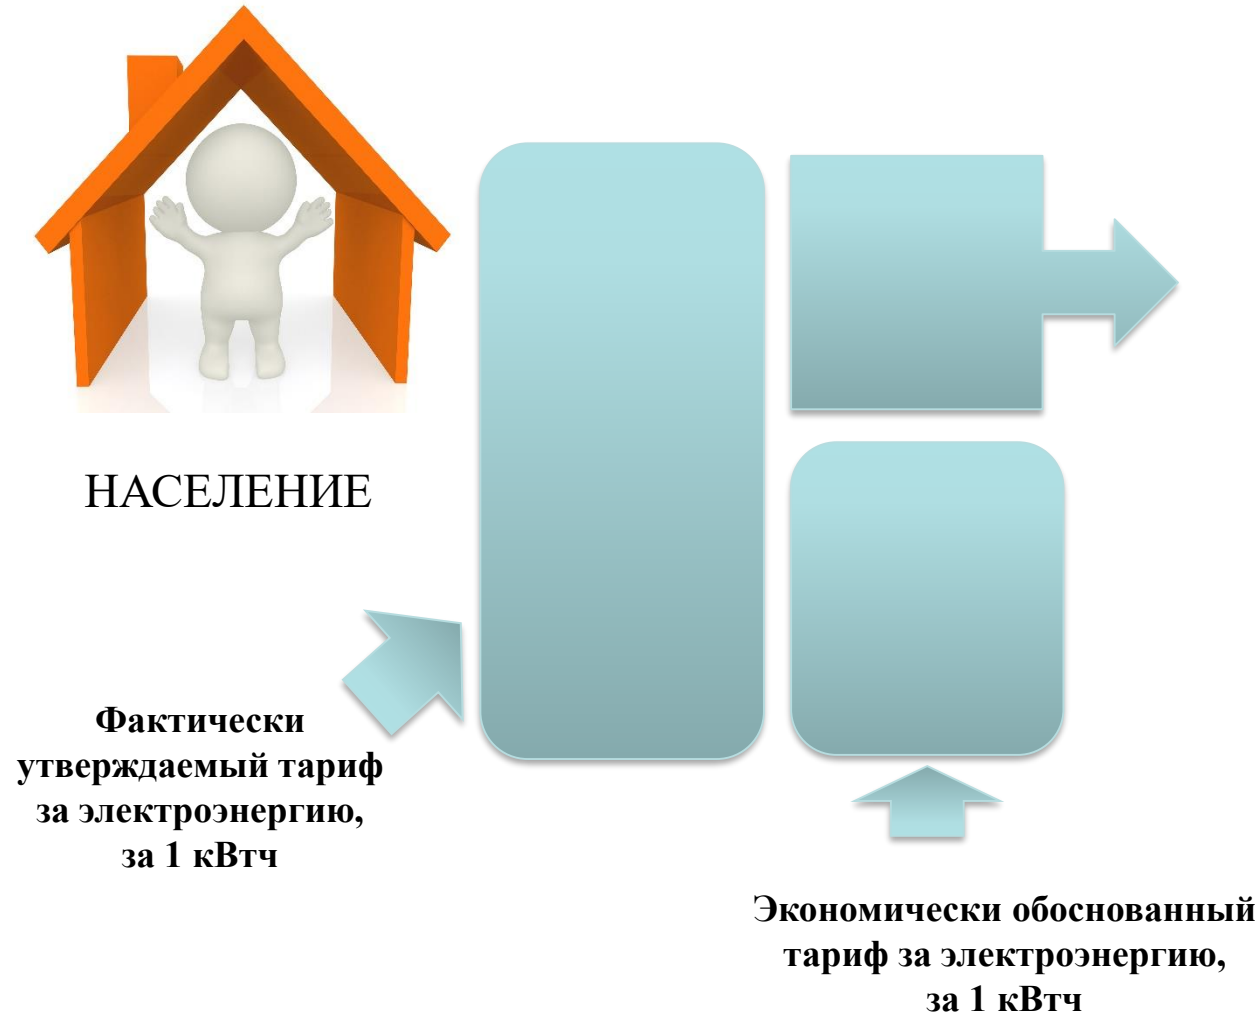 НАСЕЛЕНИЕ
Фактически
утверждаемый тариф
за электроэнергию,
за 1 кВтч
Экономически обоснованный
тариф за электроэнергию,
за 1 кВтч